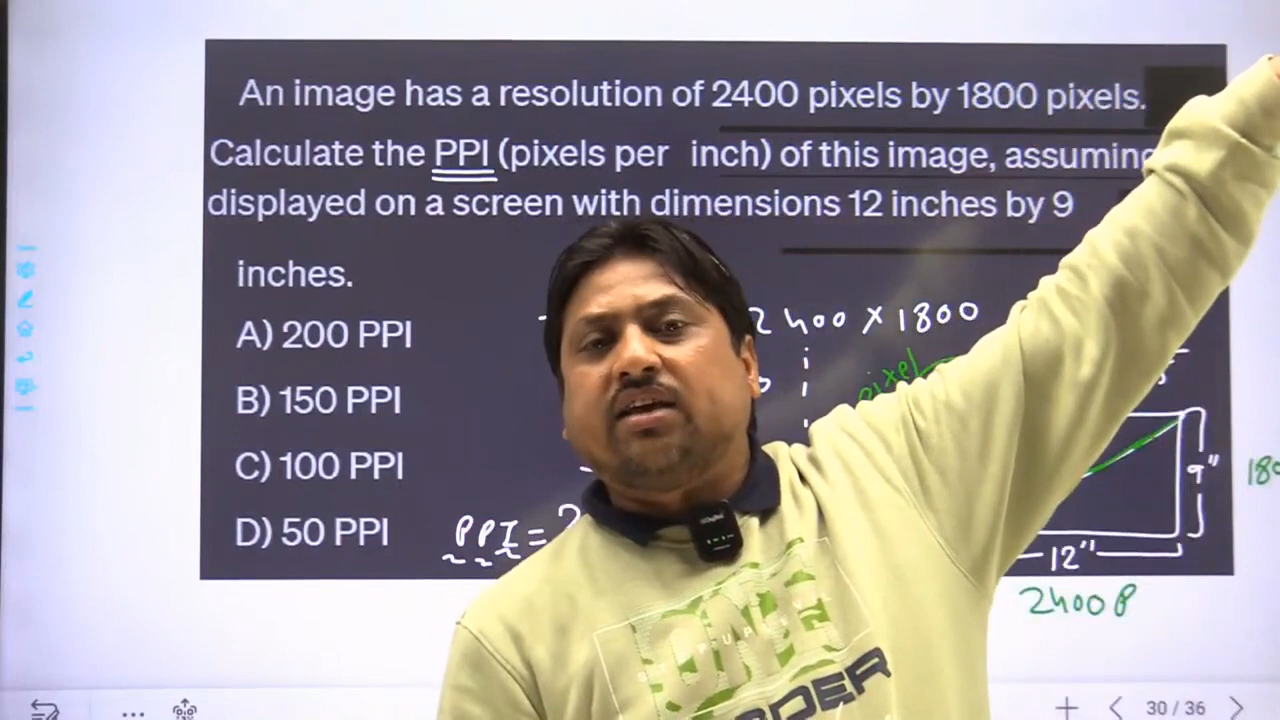 An image has a resolution of 2400 pixels by 1800 pixels.
Calculate the PPI (pixels per inch) of this image, assuming
displayed on a screen with dimensions 12 inches by 9
inches.
A) 200 PPI
B) 150 PPI
C) 100 PPI
D) 50 PPI
2400 X 1800
pixel
9"
12"
2400 P
PPI = ?
30 / 36